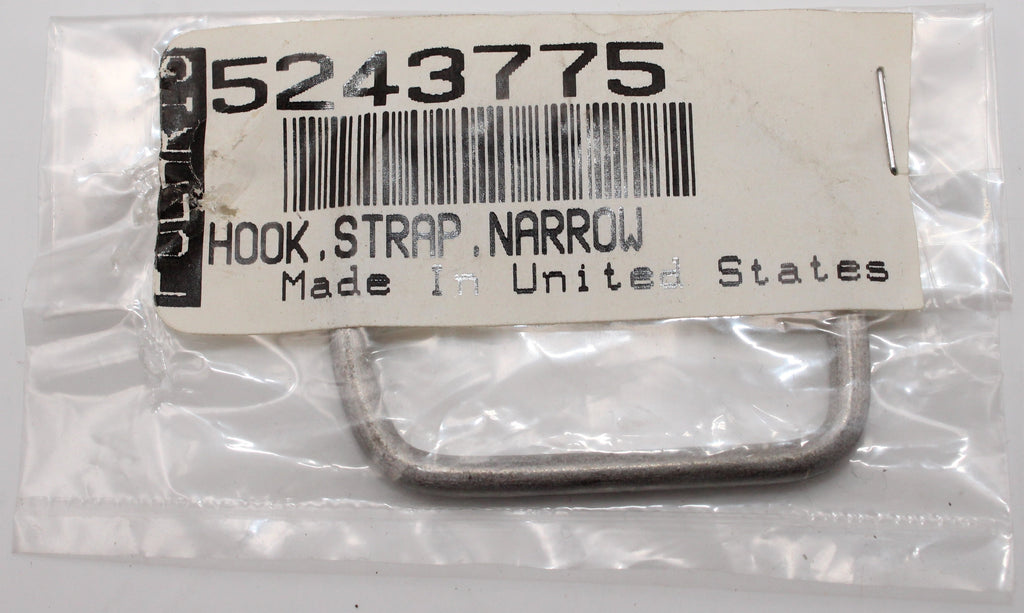 5243775
HOOK,STRAP,NARROW
Made In United States